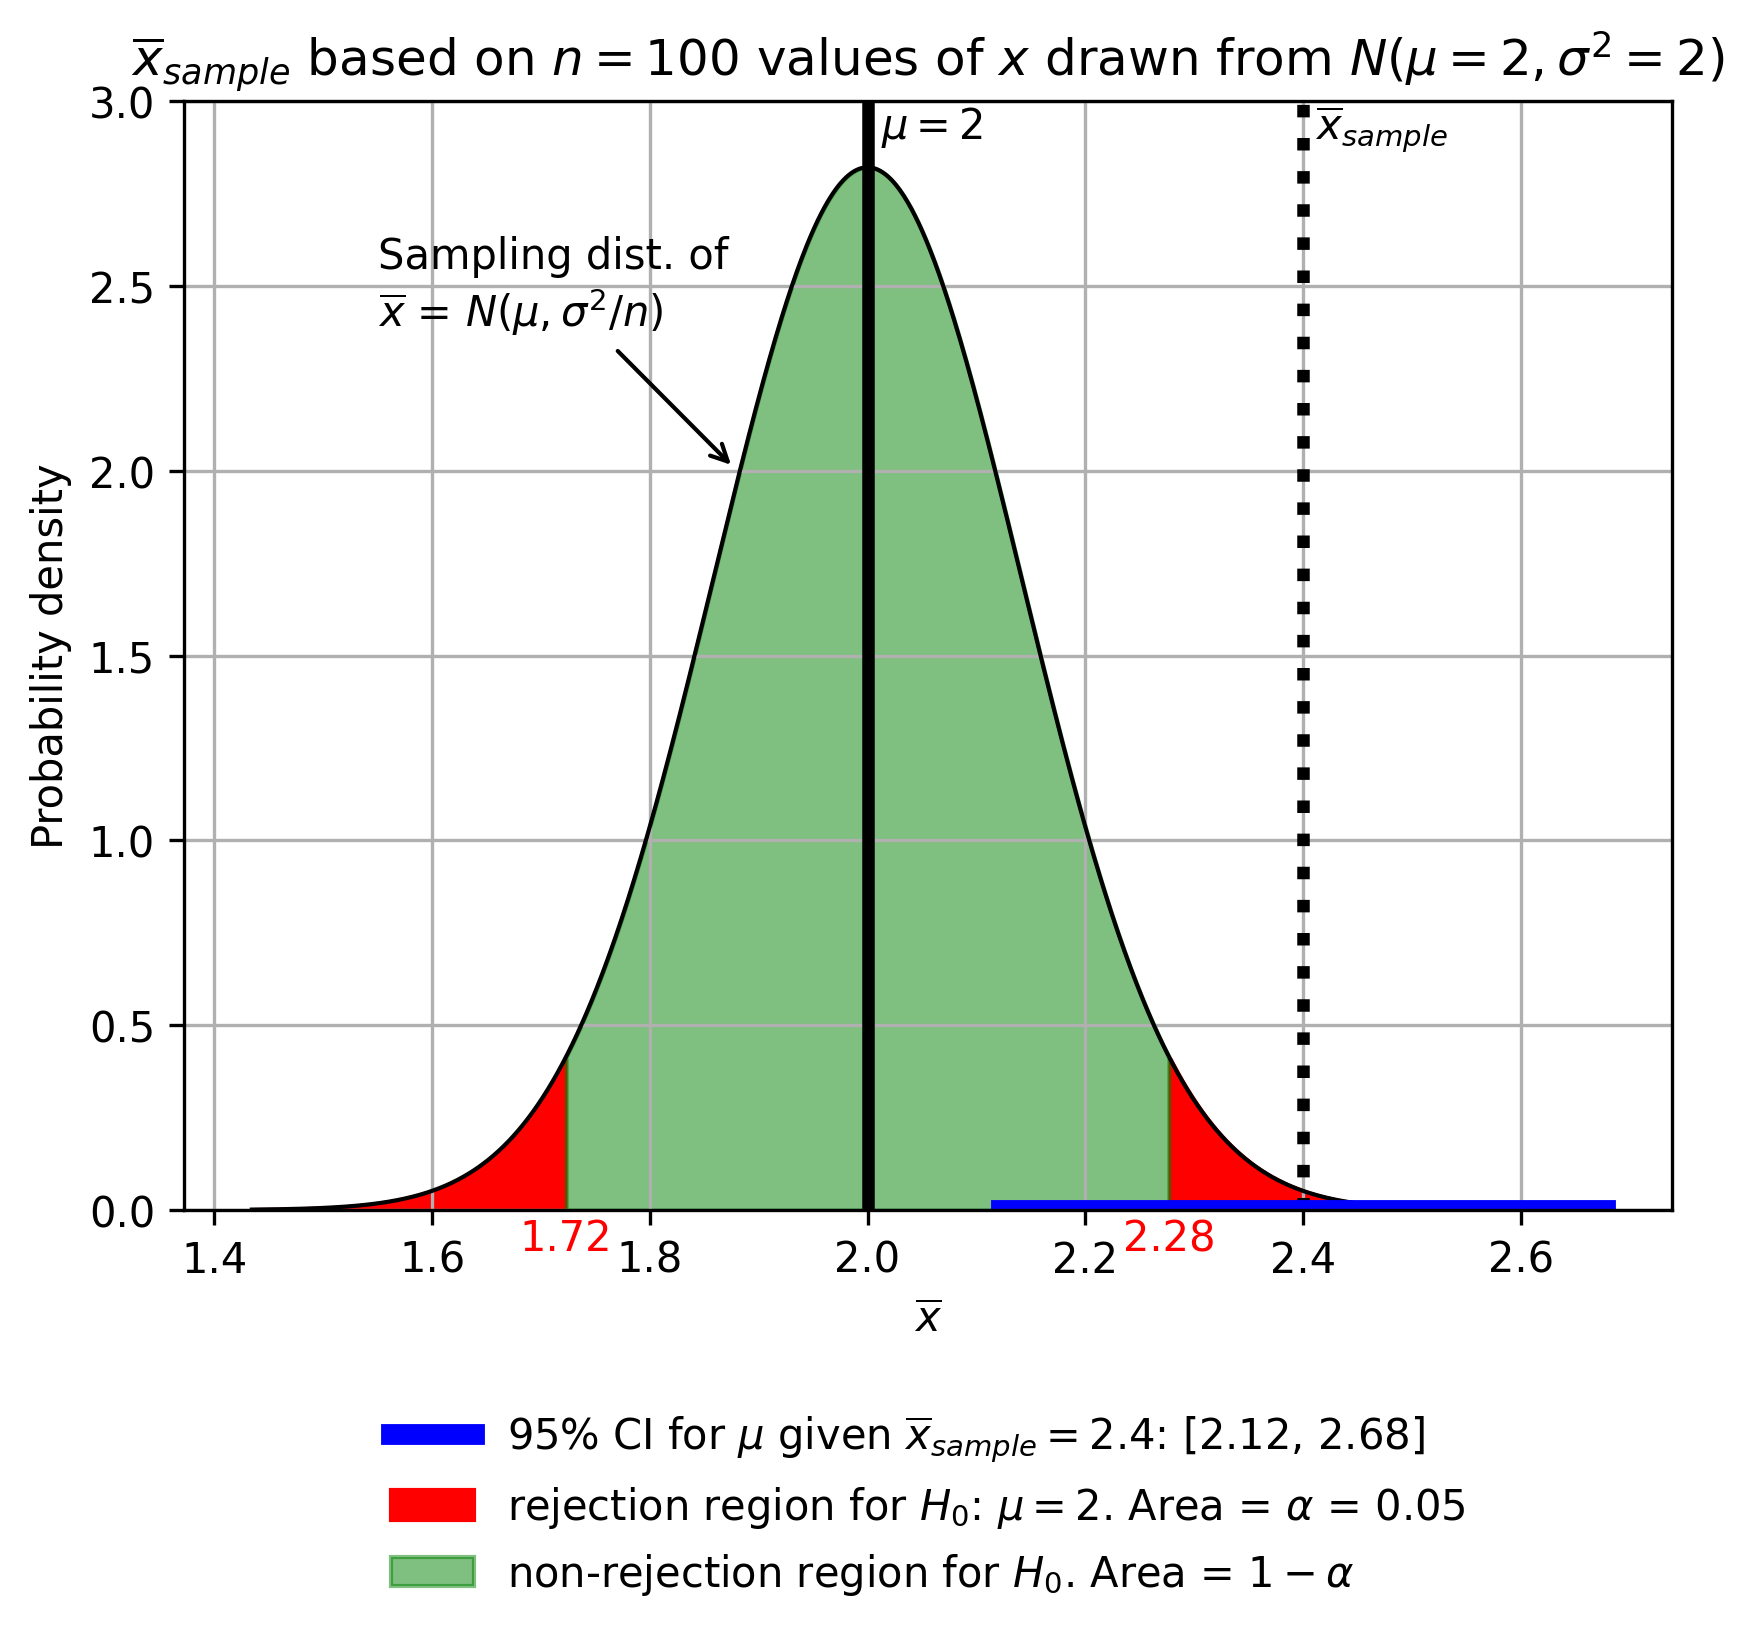 x̅sample based on n = 100 values of x drawn from N(μ = 2, σ² = 2)
3.0
μ = 2
x̅sample
Sampling dist. of
x̅ = N(μ, σ²/n)
2.5
2.0
1.5
1.0
0.5
0.0
Probability density
1.72 2.28
1.4 1.6 1.8 2.0 2.2 2.4 2.6
x̅
95% CI for μ given x̅sample = 2.4: [2.12, 2.68]
rejection region for H₀: μ = 2. Area = α = 0.05
non-rejection region for H₀. Area = 1 − α